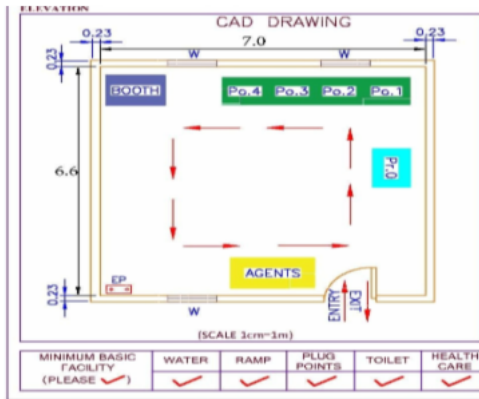 ELEVATION
CAD DRAWING
0.23 7.0 0.23
W W
0.23
BOOTH Po.4 Po.3 Po.2 Po.1
6.6
Pr.O
EP
AGENTS
0.23
W
ENTRY EXIT
(SCALE 1cm-1m)
MINIMUM BASIC FACILITY (PLEASE ✓) WATER RAMP PLUG POINTS TOILET HEALTH CARE
✓ ✓ ✓ ✓ ✓